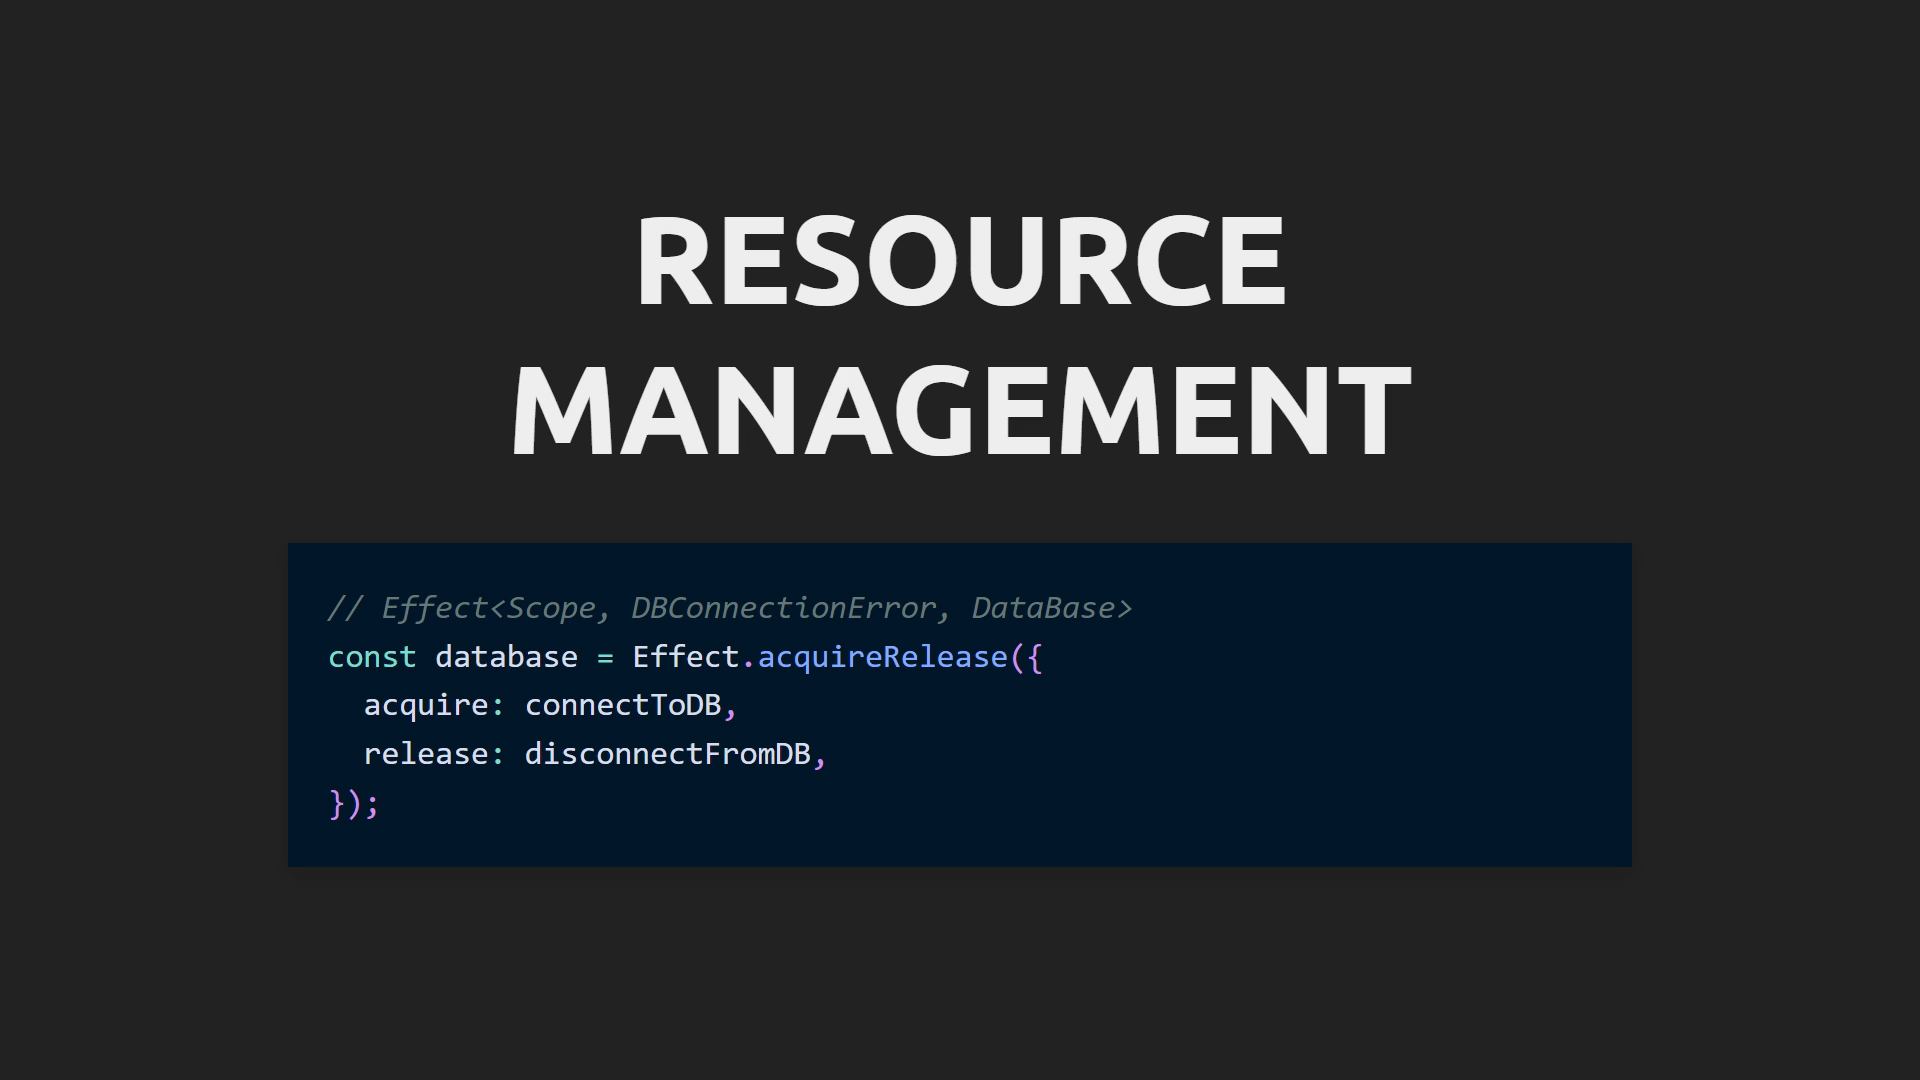 RESOURCE
MANAGEMENT
// Effect<Scope, DBConnectionError, DataBase>
const database = Effect.acquireRelease({
  acquire: connectToDB,
  release: disconnectFromDB,
});